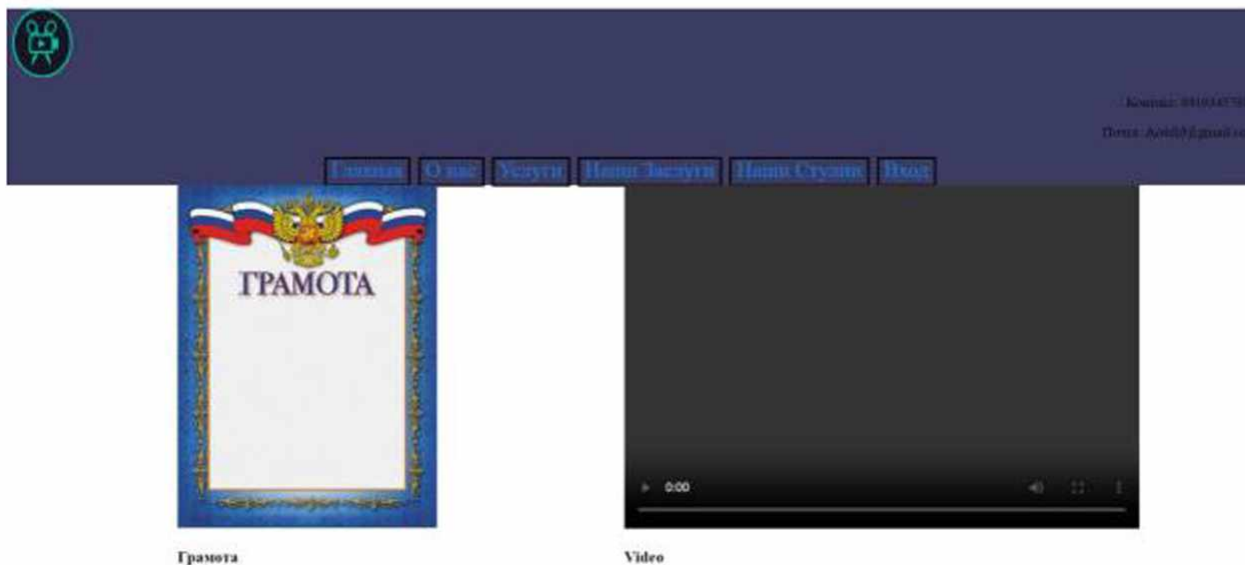 Контакт:
Почта:
Главная О нас Услуги Наши Заслуги Наши Студии Вход
ГРАМОТА
0:00
Грамота
Video